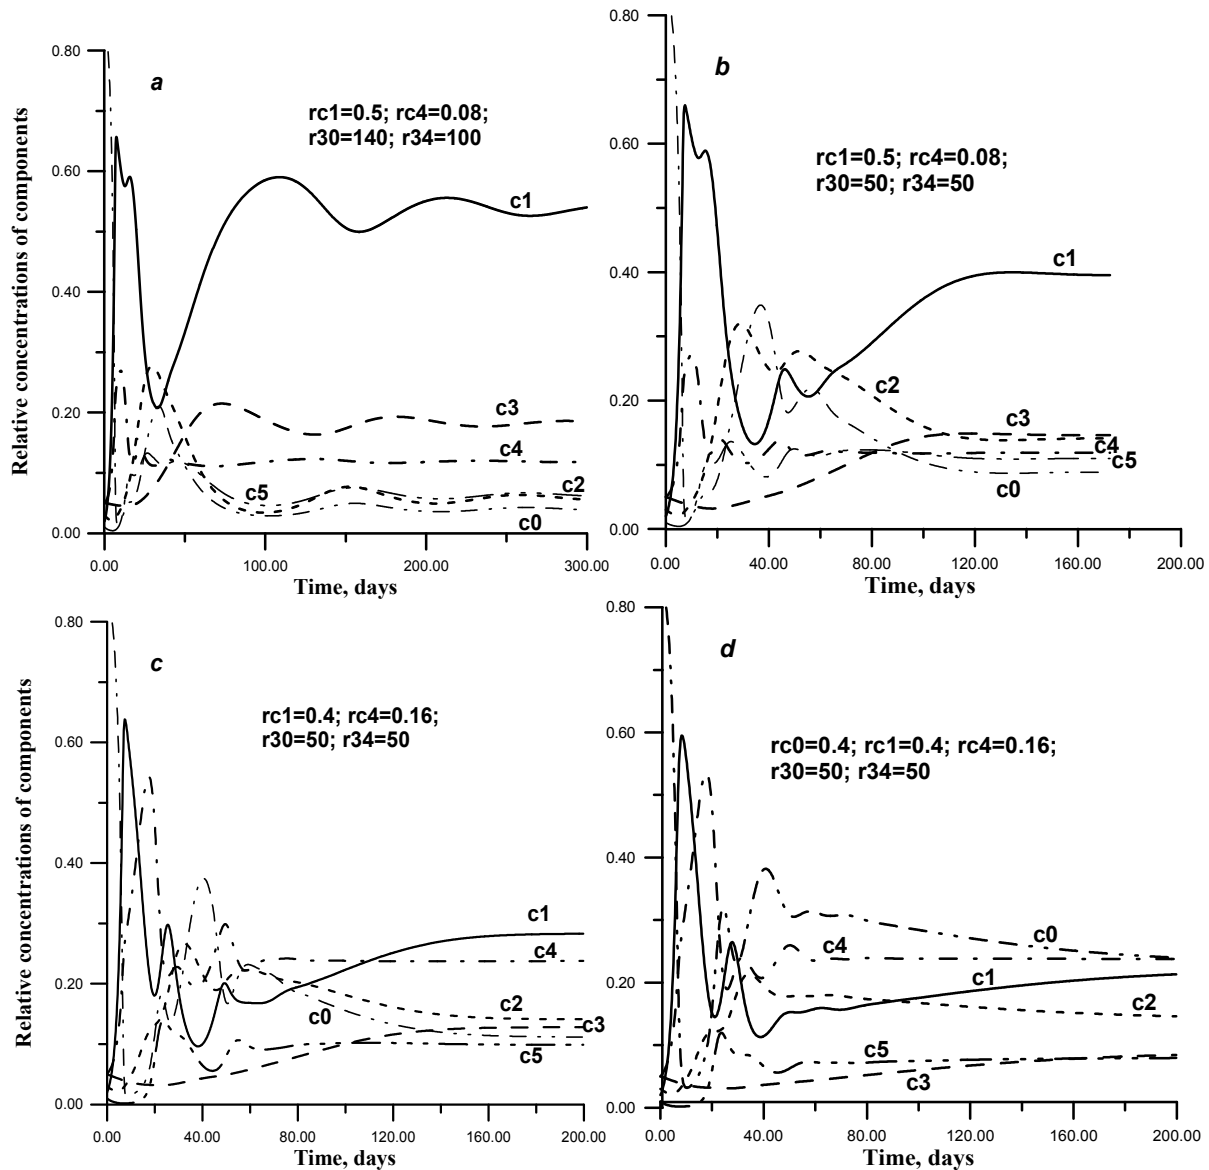 a
rc1=0.5; rc4=0.08;
r30=140; r34=100
Relative concentrations of components
0.80
0.60
0.40
0.20
0.00
c1
c3
c4
c5
c2
c0
0.00
100.00
200.00
300.00
Time, days
b
rc1=0.5; rc4=0.08;
r30=50; r34=50
0.80
0.60
0.40
0.20
0.00
c1
c2
c3
c4
c5
c0
0.00
40.00
80.00
120.00
160.00
200.00
Time, days
c
rc1=0.4; rc4=0.16;
r30=50; r34=50
Relative concentrations of components
0.80
0.60
0.40
0.20
0.00
c1
c4
c2
c0
c3
c5
0.00
40.00
80.00
120.00
160.00
200.00
Time, days
d
rc0=0.4; rc1=0.4; rc4=0.16;
r30=50; r34=50
0.80
0.60
0.40
0.20
0.00
c0
c4
c1
c2
c5
c3
0.00
40.00
80.00
120.00
160.00
200.00
Time, days